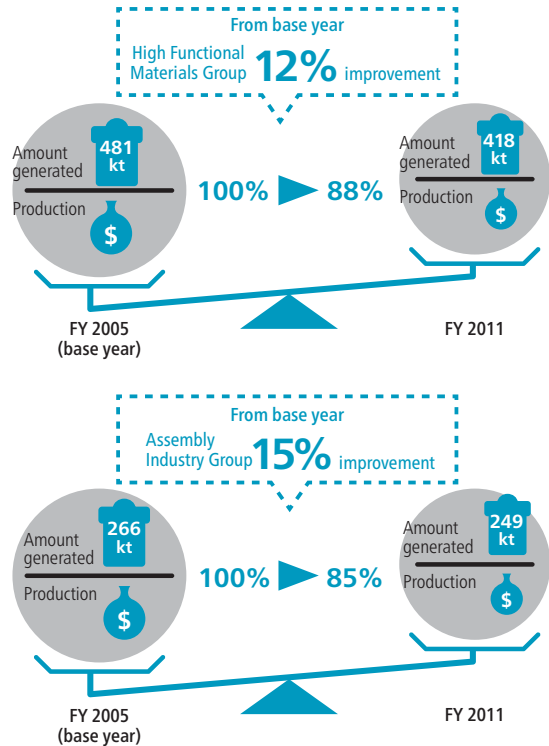 From base year
High Functional
Materials Group 12% improvement
Amount
generated
481
kt
Production
$
100% 88%
Amount
generated
418
kt
Production
$
FY 2005
(base year)
FY 2011
From base year
Assembly
Industry Group 15% improvement
Amount
generated
266
kt
Production
$
100% 85%
Amount
generated
249
kt
Production
$
FY 2005
(base year)
FY 2011